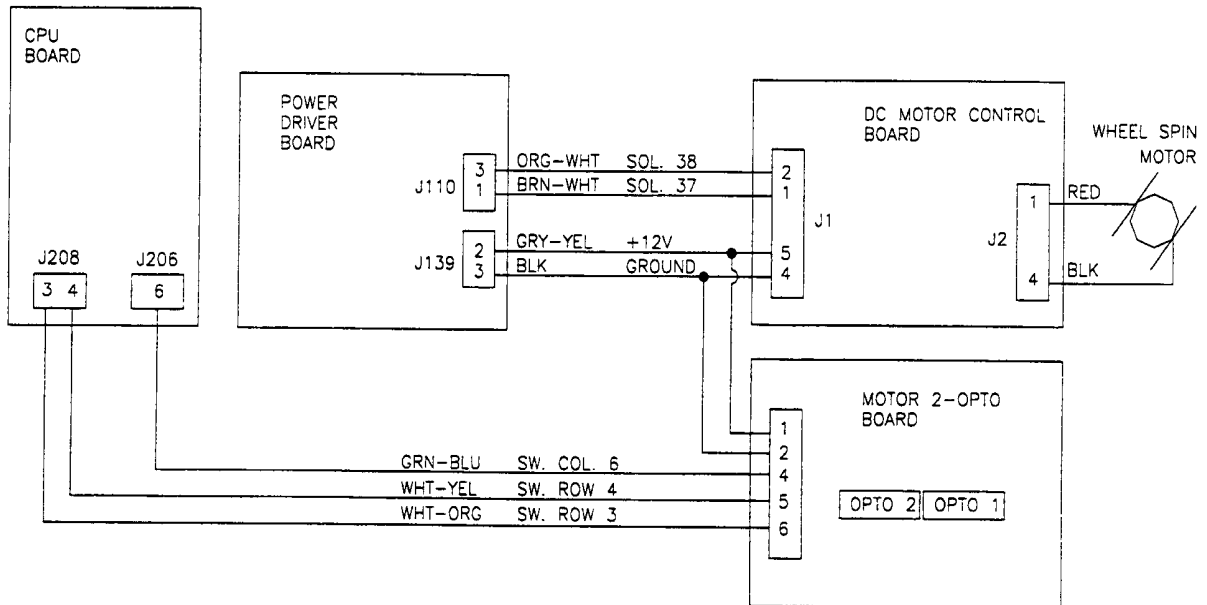 CPU
BOARD
J208
J206
3 4
6
POWER
DRIVER
BOARD
J110
3
1
J139
2
3
ORG-WHT SOL. 38
BRN-WHT SOL. 37
GRY-YEL +12V
BLK GROUND
DC MOTOR CONTROL
BOARD
2
1
5
4
J1
J2
1
4
RED
BLK
WHEEL SPIN
MOTOR
MOTOR 2-OPTO
BOARD
1
2
4
5
6
OPTO 2
OPTO 1
GRN-BLU SW. COL. 6
WHT-YEL SW. ROW 4
WHT-ORG SW. ROW 3